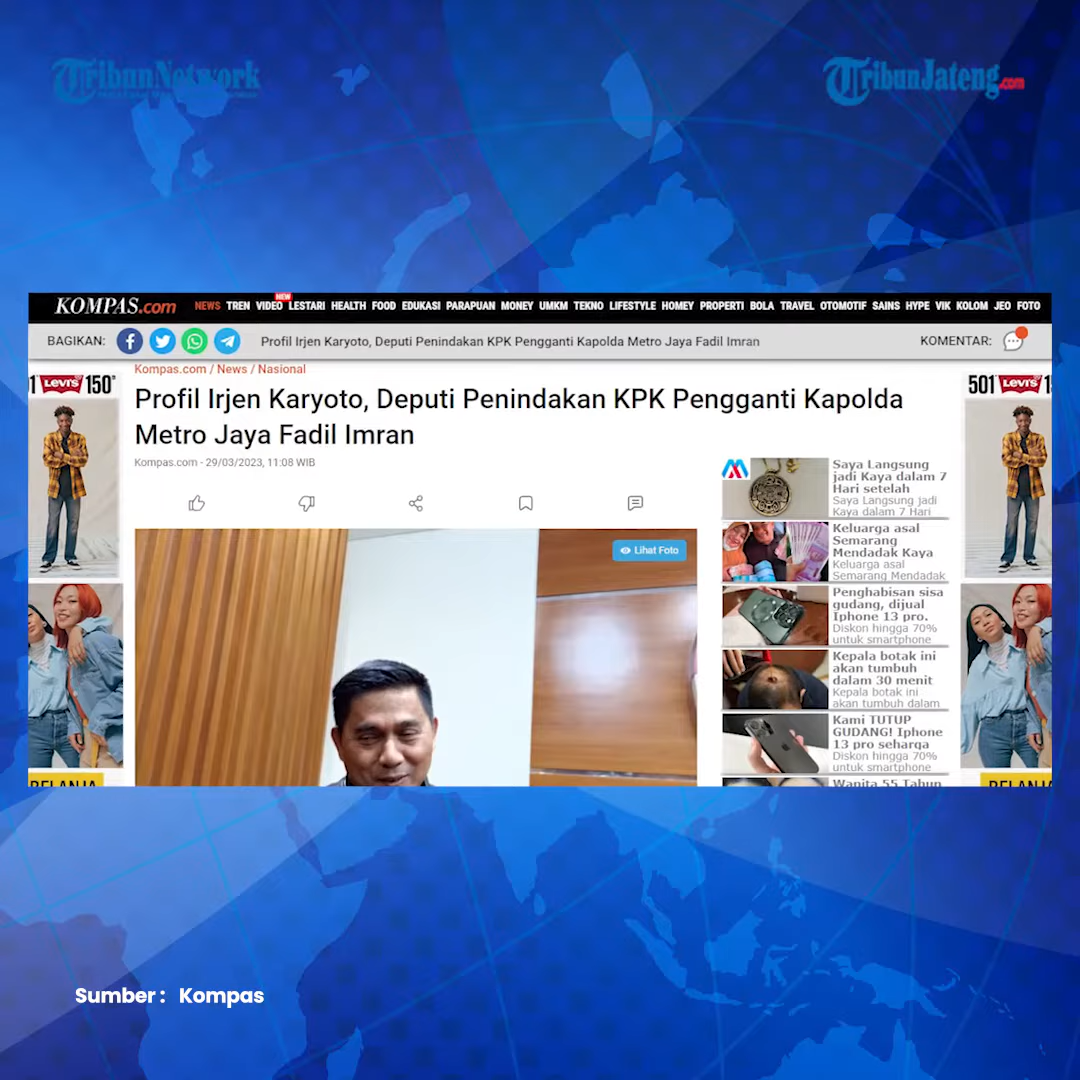 TribunNetwork
TribunJateng.com
KOMPAS.com
NEWS TREN VIDEO NEW LESTARI HEALTH FOOD EDUKASI PARAPUAN MONEY UMKM TEKNO LIFESTYLE HOMEY PROPERTI BOLA TRAVEL OTOMOTIF SAINS HYPE VIK KOLOM JEO FOTO
BAGIKAN:
Profil Irjen Karyoto, Deputi Penindakan KPK Pengganti Kapolda Metro Jaya Fadil Imran
KOMENTAR:
Kompas.com / News / Nasional
Profil Irjen Karyoto, Deputi Penindakan KPK Pengganti Kapolda
Metro Jaya Fadil Imran
Kompas.com - 29/03/2023, 11:08 WIB
Lihat Foto
1 LEVI'S 150"
501" LEVI'S 1
Saya Langsung
jadi Kaya dalam 7
Hari setelah
Saya Langsung jadi
Kaya dalam 7 Hari
Keluarga asal
Semarang
Mendadak Kaya
Keluarga asal
Semarang Mendadak
Penghabisan sisa
gudang, dijual
Iphone 13 pro.
Diskon hingga 70%
untuk smartphone
Kepala botak ini
akan tumbuh
dalam 30 menit
Kepala botak ini
akan tumbuh dalam
Kami TUTUP
GUDANG! Iphone
13 pro seharga
Diskon hingga 70%
untuk smartphone
Wanita 55 Tahun
BELANJA
BELANJA
Sumber : Kompas